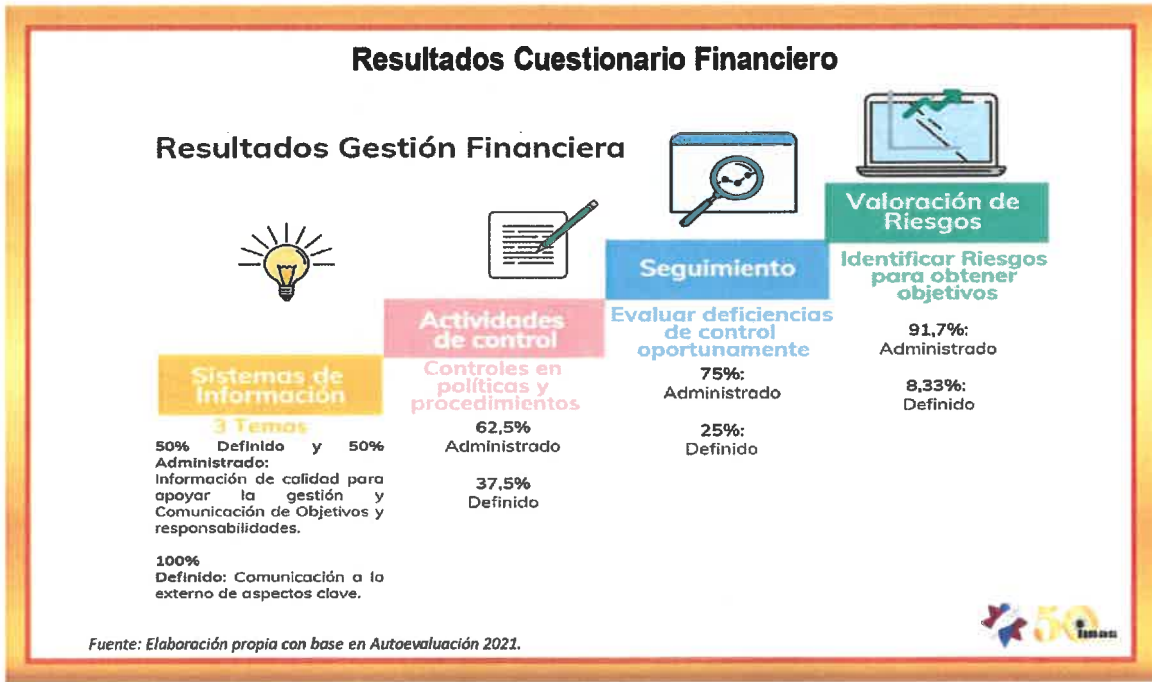 Resultados Cuestionario Financiero
Resultados Gestión Financiera
Sistemas de
Información
3 Temas
50% Definido y 50%
Administrado:
Información de calidad para
apoyar la gestión y
Comunicación de Objetivos y
responsabilidades.
100%
Definido: Comunicación a lo
externo de aspectos clave.
Actividades
de control
Controles en
políticas y
procedimientos
62,5%
Administrado
37,5%
Definido
Seguimiento
Evaluar deficiencias
de control
oportunamente
75%:
Administrado
25%:
Definido
Valoración de
Riesgos
Identificar Riesgos
para obtener
objetivos
91,7%:
Administrado
8,33%:
Definido
Fuente: Elaboración propia con base en Autoevaluación 2021.
50 imas